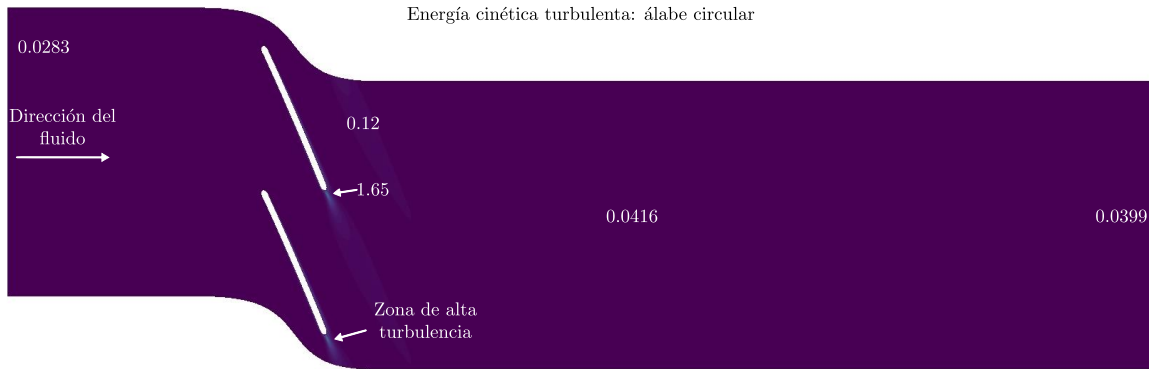 Energía cinética turbulenta: álabe circular
0.0283
Dirección del
fluido
0.12
1.65
0.0416
0.0399
Zona de alta
turbulencia